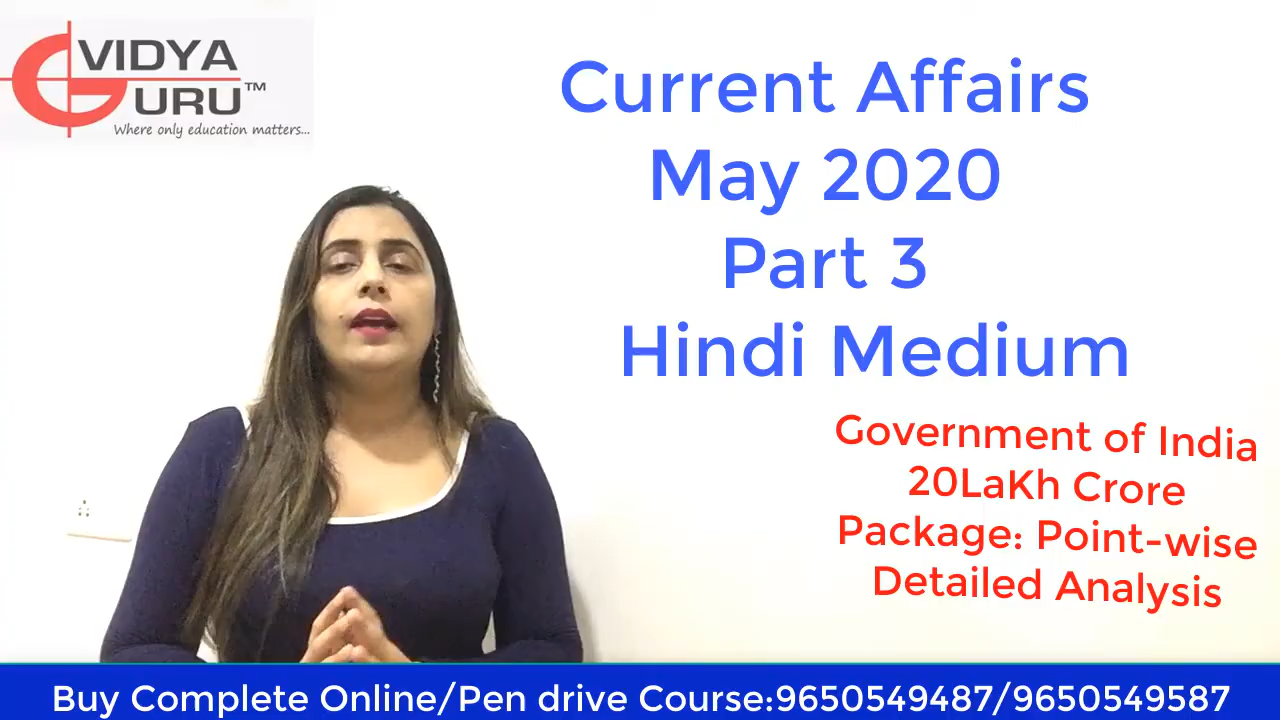 VIDYA
GURU™
Where only education matters...
Current Affairs
May 2020
Part 3
Hindi Medium
Government of India
20LaKh Crore
Package: Point-wise
Detailed Analysis
Buy Complete Online/Pen drive Course:9650549487/9650549587